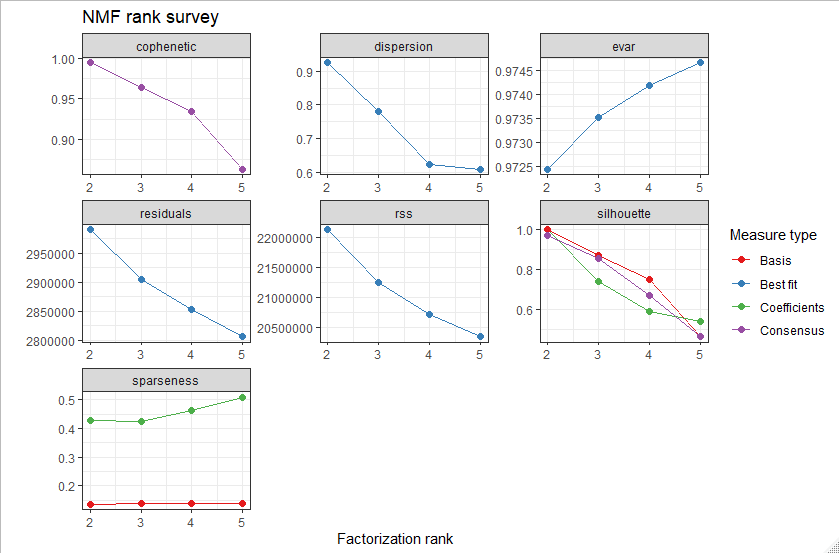 NMF rank survey
cophenetic
dispersion
evar
1.00
0.95
0.90
2 3 4 5
0.9
0.8
0.7
0.6
2 3 4 5
0.9745
0.9740
0.9735
0.9730
0.9725
2 3 4 5
residuals
rss
silhouette
2950000
2900000
2850000
2800000
2 3 4 5
22000000
21500000
21000000
20500000
2 3 4 5
1.0
0.8
0.6
2 3 4 5
Measure type
Basis
Best fit
Coefficients
Consensus
sparseness
0.5
0.4
0.3
0.2
2 3 4 5
Factorization rank